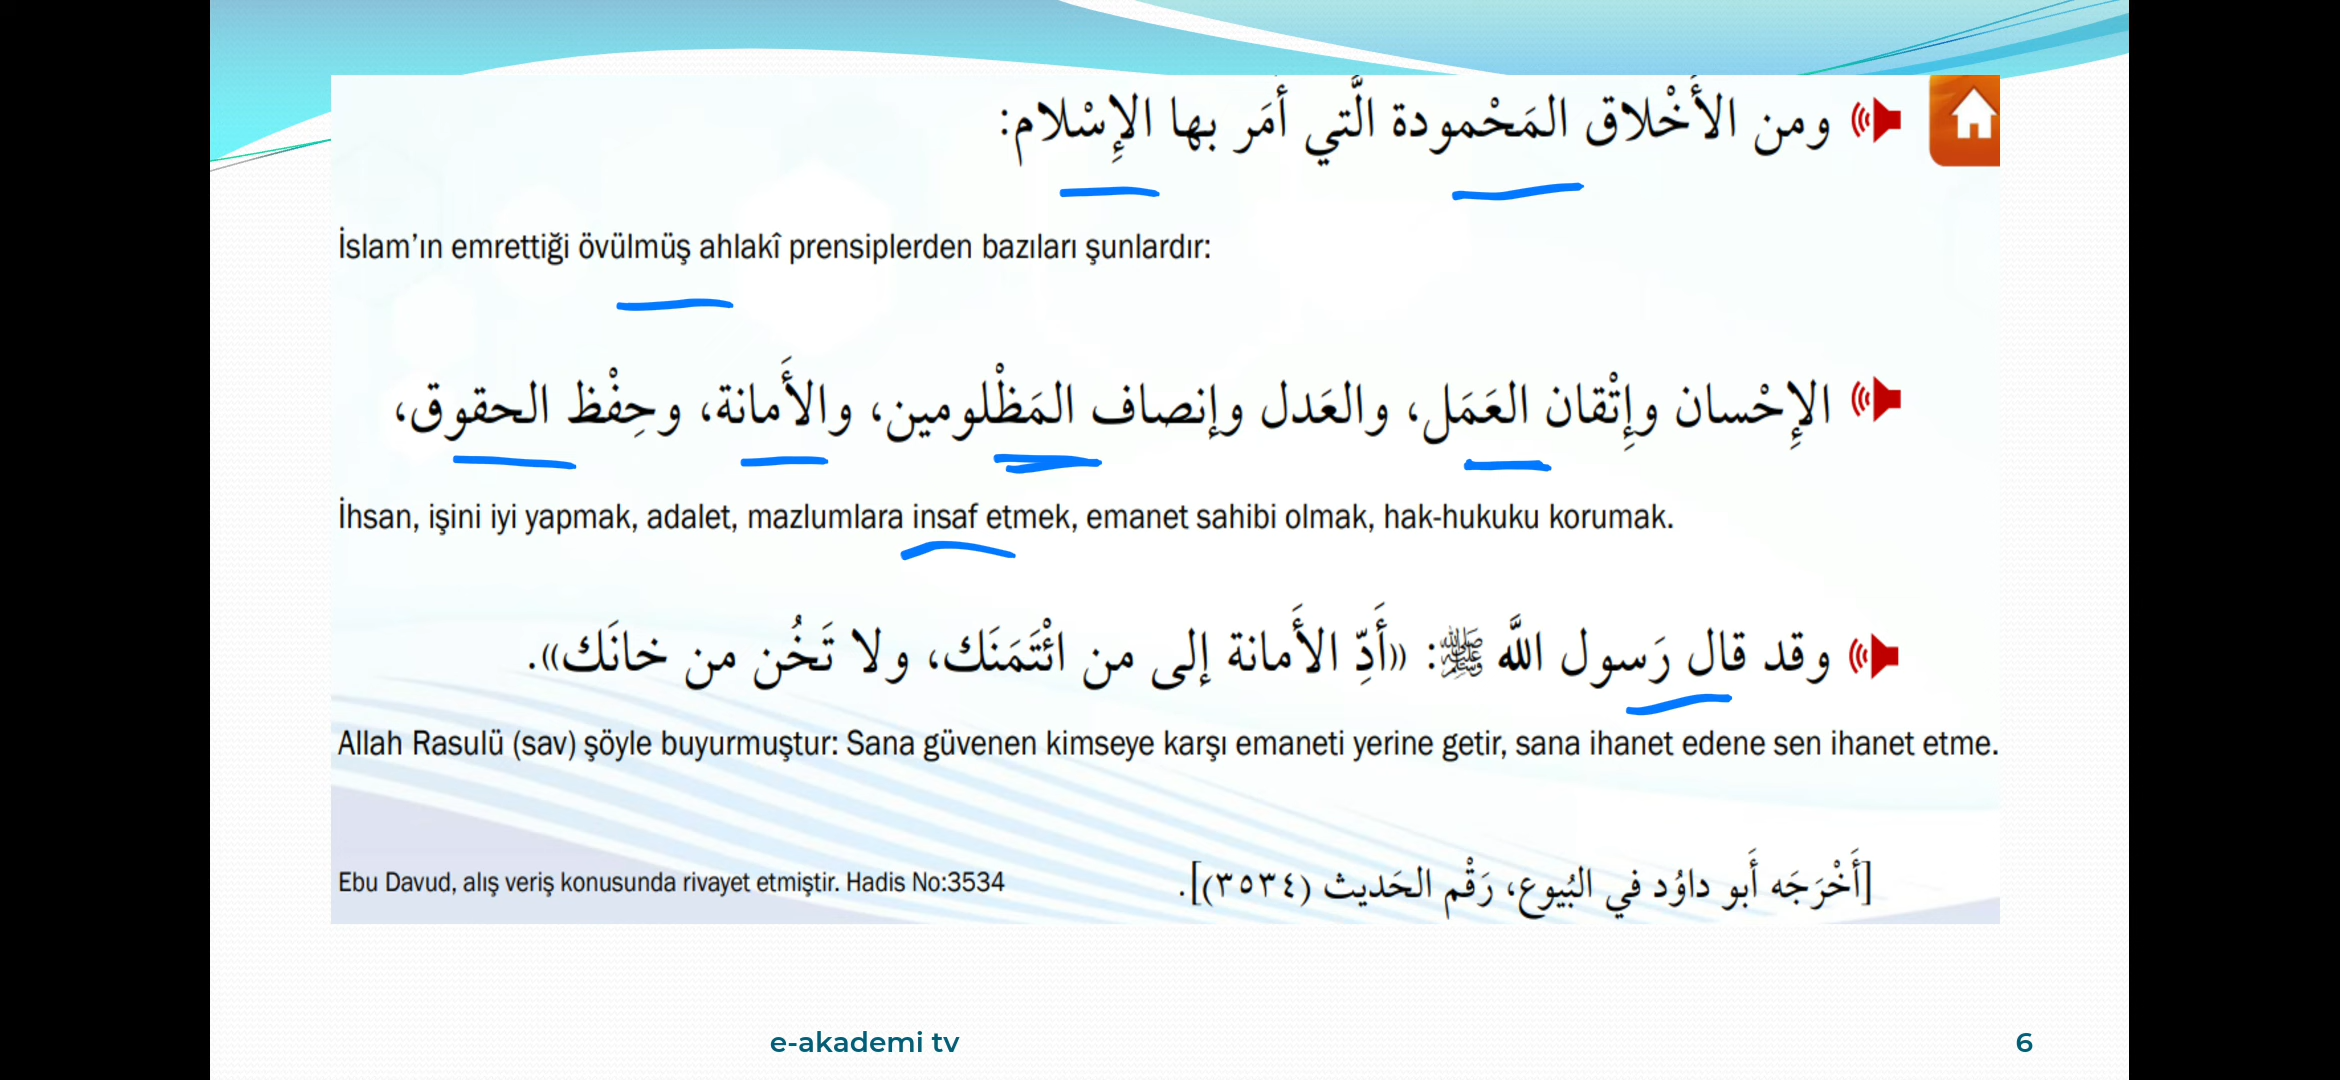 ومن الأَخْلاق المَحْمودة الَّتي أَمَر بها الإِسْلام:
İslam’ın emrettiği övülmüş ahlakî prensiplerden bazıları şunlardır:
الإِحْسان وإِتْقان العَمَل، والعَدل وإنصاف المَظْلومين، والأَمانة، وحِفْظ الحقوق،
İhsan, işini iyi yapmak, adalet, mazlumlara insaf etmek, emanet sahibi olmak, hak-hukuku korumak.
وقد قال رَسول اللَّه ﷺ: «أَدِّ الأَمانة إلى من ائْتَمَنَك، ولا تَخُن من خانَك».
Allah Rasulü (sav) şöyle buyurmuştur: Sana güvenen kimseye karşı emaneti yerine getir, sana ihanet edene sen ihanet etme.
[أَخْرَجَه أَبو داوُد في البُيوع، رَقْم الحَديث (٣٥٣٤)].
Ebu Davud, alış veriş konusunda rivayet etmiştir. Hadis No:3534
e-akademi tv
6